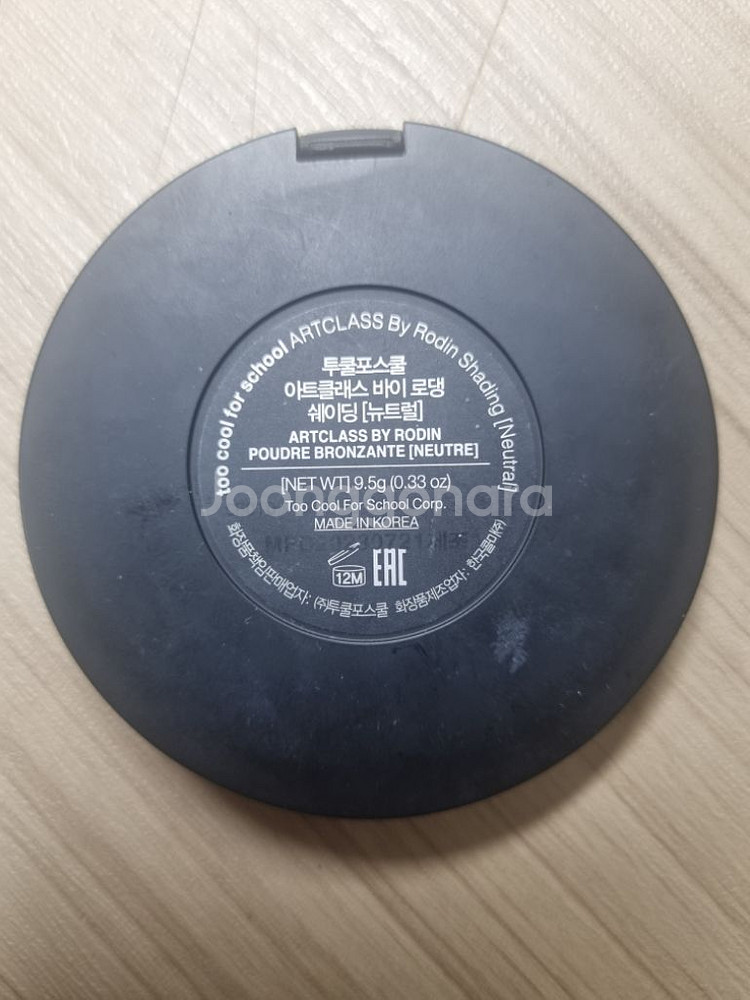 too cool for school ARTCLASS By Rodin Shading [Neutral]
투쿨포스쿨
아트클래스 바이 로댕
쉐이딩 [뉴트럴]
ARTCLASS BY RODIN
POUDRE BRONZANTE [NEUTRE]
[NET WT] 9.5g (0.33 oz)
Joonggonara
Too Cool For School Corp.
MADE IN KOREA
12M EAC
화장품책임판매업자: (주)투쿨포스쿨 화장품제조업자: 한국콜마(주)